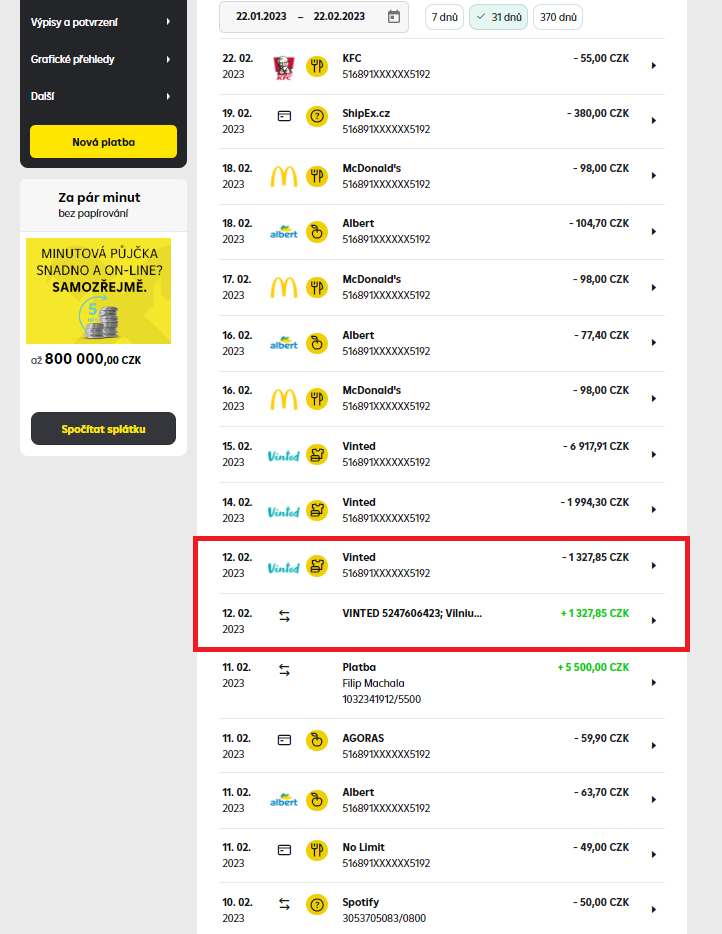 Výpisy a potvrzení
Grafické přehledy
Další
Nová platba
Za pár minut
bez papírování
MINUTOVÁ PŮJČKA
SNADNO A ON-LINE?
SAMOZŘEJMĚ.
5
až 800 000,00 CZK
Spočítat splátku
22.01.2023 – 22.02.2023
7 dnů
31 dnů
370 dnů
22. 02. KFC KFC - 55,00 CZK
2023 516891XXXXXX5192
19. 02. ShipEx.cz - 380,00 CZK
2023 516891XXXXXX5192
18. 02. McDonald's - 98,00 CZK
2023 516891XXXXXX5192
18. 02. albert Albert - 104,70 CZK
2023 516891XXXXXX5192
17. 02. McDonald's - 98,00 CZK
2023 516891XXXXXX5192
16. 02. albert Albert - 77,40 CZK
2023 516891XXXXXX5192
16. 02. McDonald's - 98,00 CZK
2023 516891XXXXXX5192
15. 02. Vinted Vinted - 6 917,91 CZK
2023 516891XXXXXX5192
14. 02. Vinted Vinted - 1 994,30 CZK
2023 516891XXXXXX5192
12. 02. Vinted Vinted - 1 327,85 CZK
2023 516891XXXXXX5192
12. 02. VINTED 5247606423; Vilniu... + 1 327,85 CZK
2023
11. 02. Platba + 5 500,00 CZK
2023 Filip Machala
1032341912/5500
11. 02. AGORAS - 59,90 CZK
2023 516891XXXXXX5192
11. 02. albert Albert - 63,70 CZK
2023 516891XXXXXX5192
11. 02. No Limit - 49,00 CZK
2023 516891XXXXXX5192
10. 02. Spotify - 50,00 CZK
2023 3053705083/0800